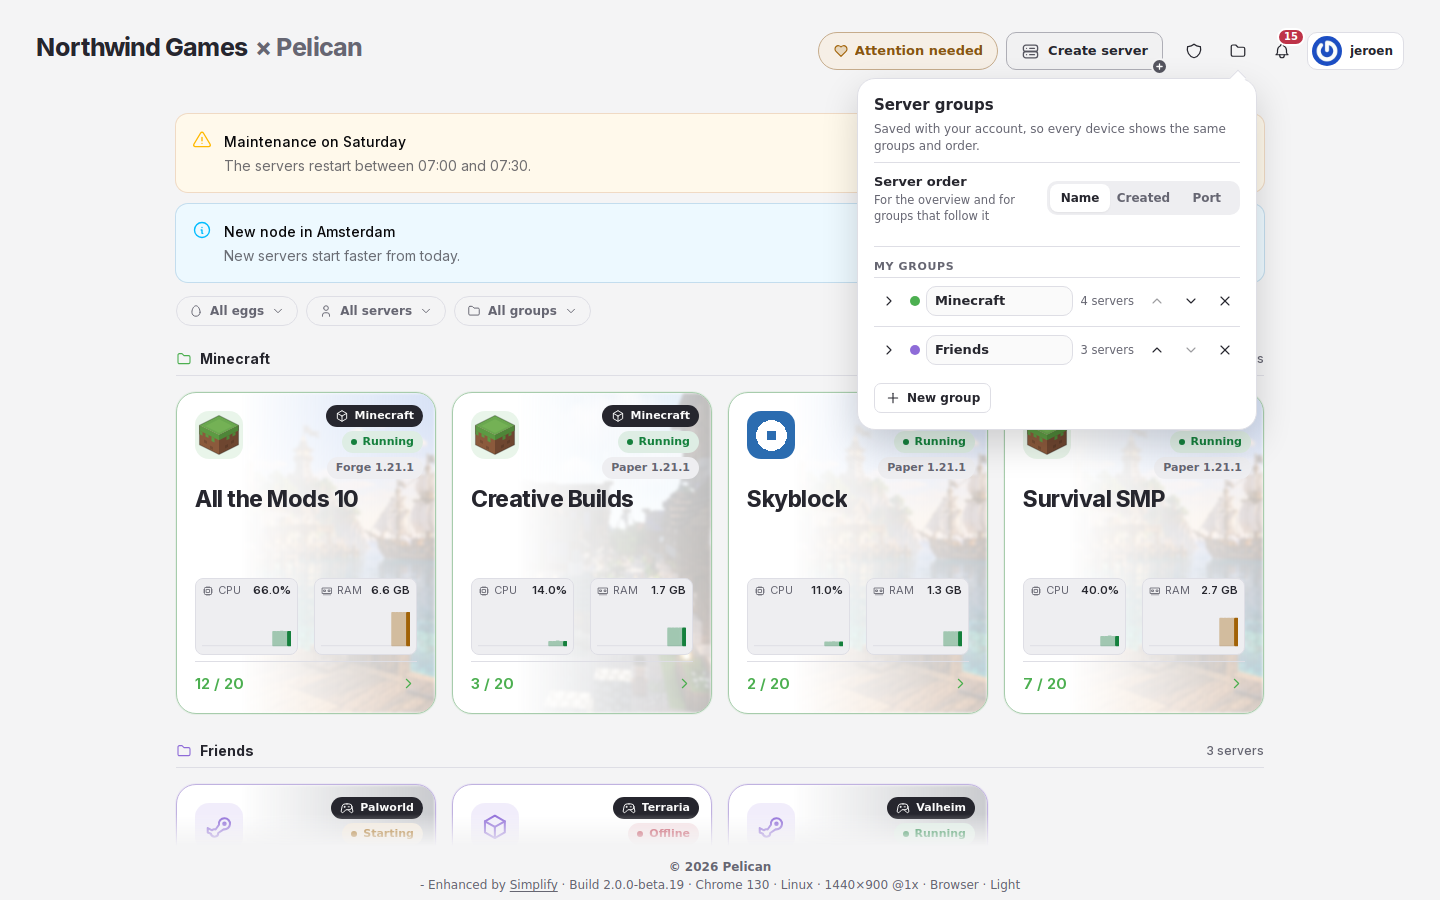 Northwind Games × Pelican
Attention needed
Create server
15
jeroen
Server groups
Saved with your account, so every device shows the same
groups and order.
Server order
For the overview and for
groups that follow it
Name
Created
Port
MY GROUPS
Minecraft
4 servers
Friends
3 servers
New group
Maintenance on Saturday
The servers restart between 07:00 and 07:30.
New node in Amsterdam
New servers start faster from today.
All eggs
All servers
All groups
Minecraft
Minecraft
Running
Forge 1.21.1
All the Mods 10
CPU 66.0%
RAM 6.6 GB
12 / 20
Minecraft
Running
Paper 1.21.1
Creative Builds
CPU 14.0%
RAM 1.7 GB
3 / 20
Running
Paper 1.21.1
Skyblock
CPU 11.0%
RAM 1.3 GB
2 / 20
Running
Paper 1.21.1
Survival SMP
CPU 40.0%
RAM 2.7 GB
7 / 20
Friends
3 servers
Palworld
Starting
Terraria
Offline
Valheim
Running
© 2026 Pelican
- Enhanced by Simplify · Build 2.0.0-beta.19 · Chrome 130 · Linux · 1440×900 @1x · Browser · Light